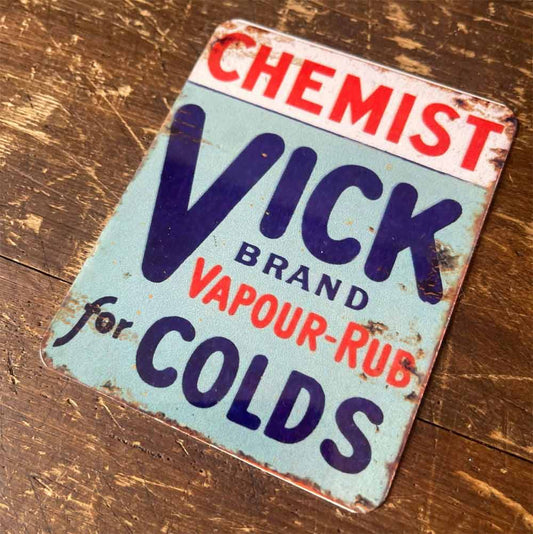 CHEMIST
VICK
BRAND
VAPOUR-RUB
for COLDS